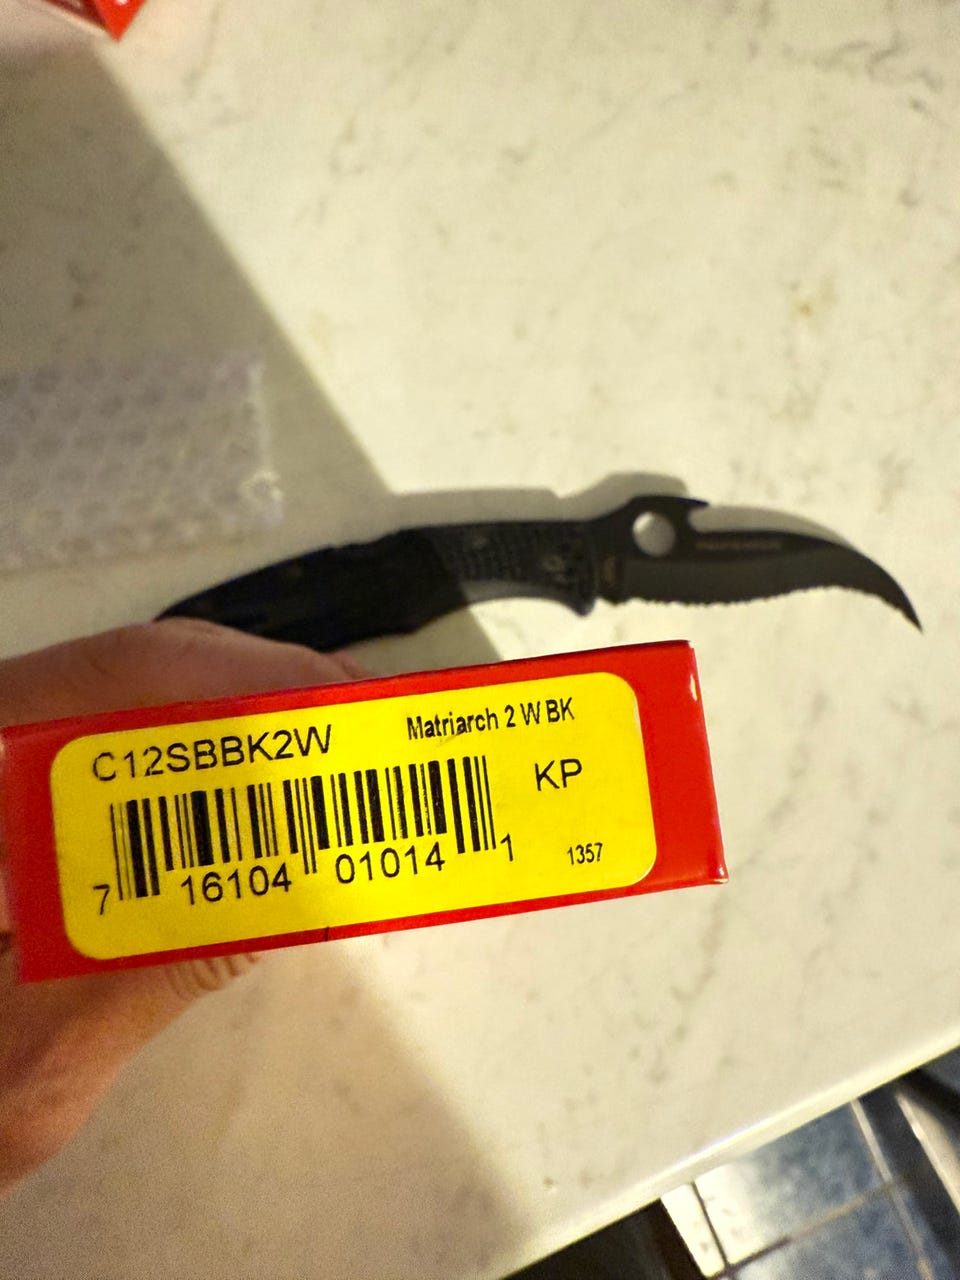 C12SBBK2W
Matriarch 2 W BK
KP
7 16104 01014 1
1357